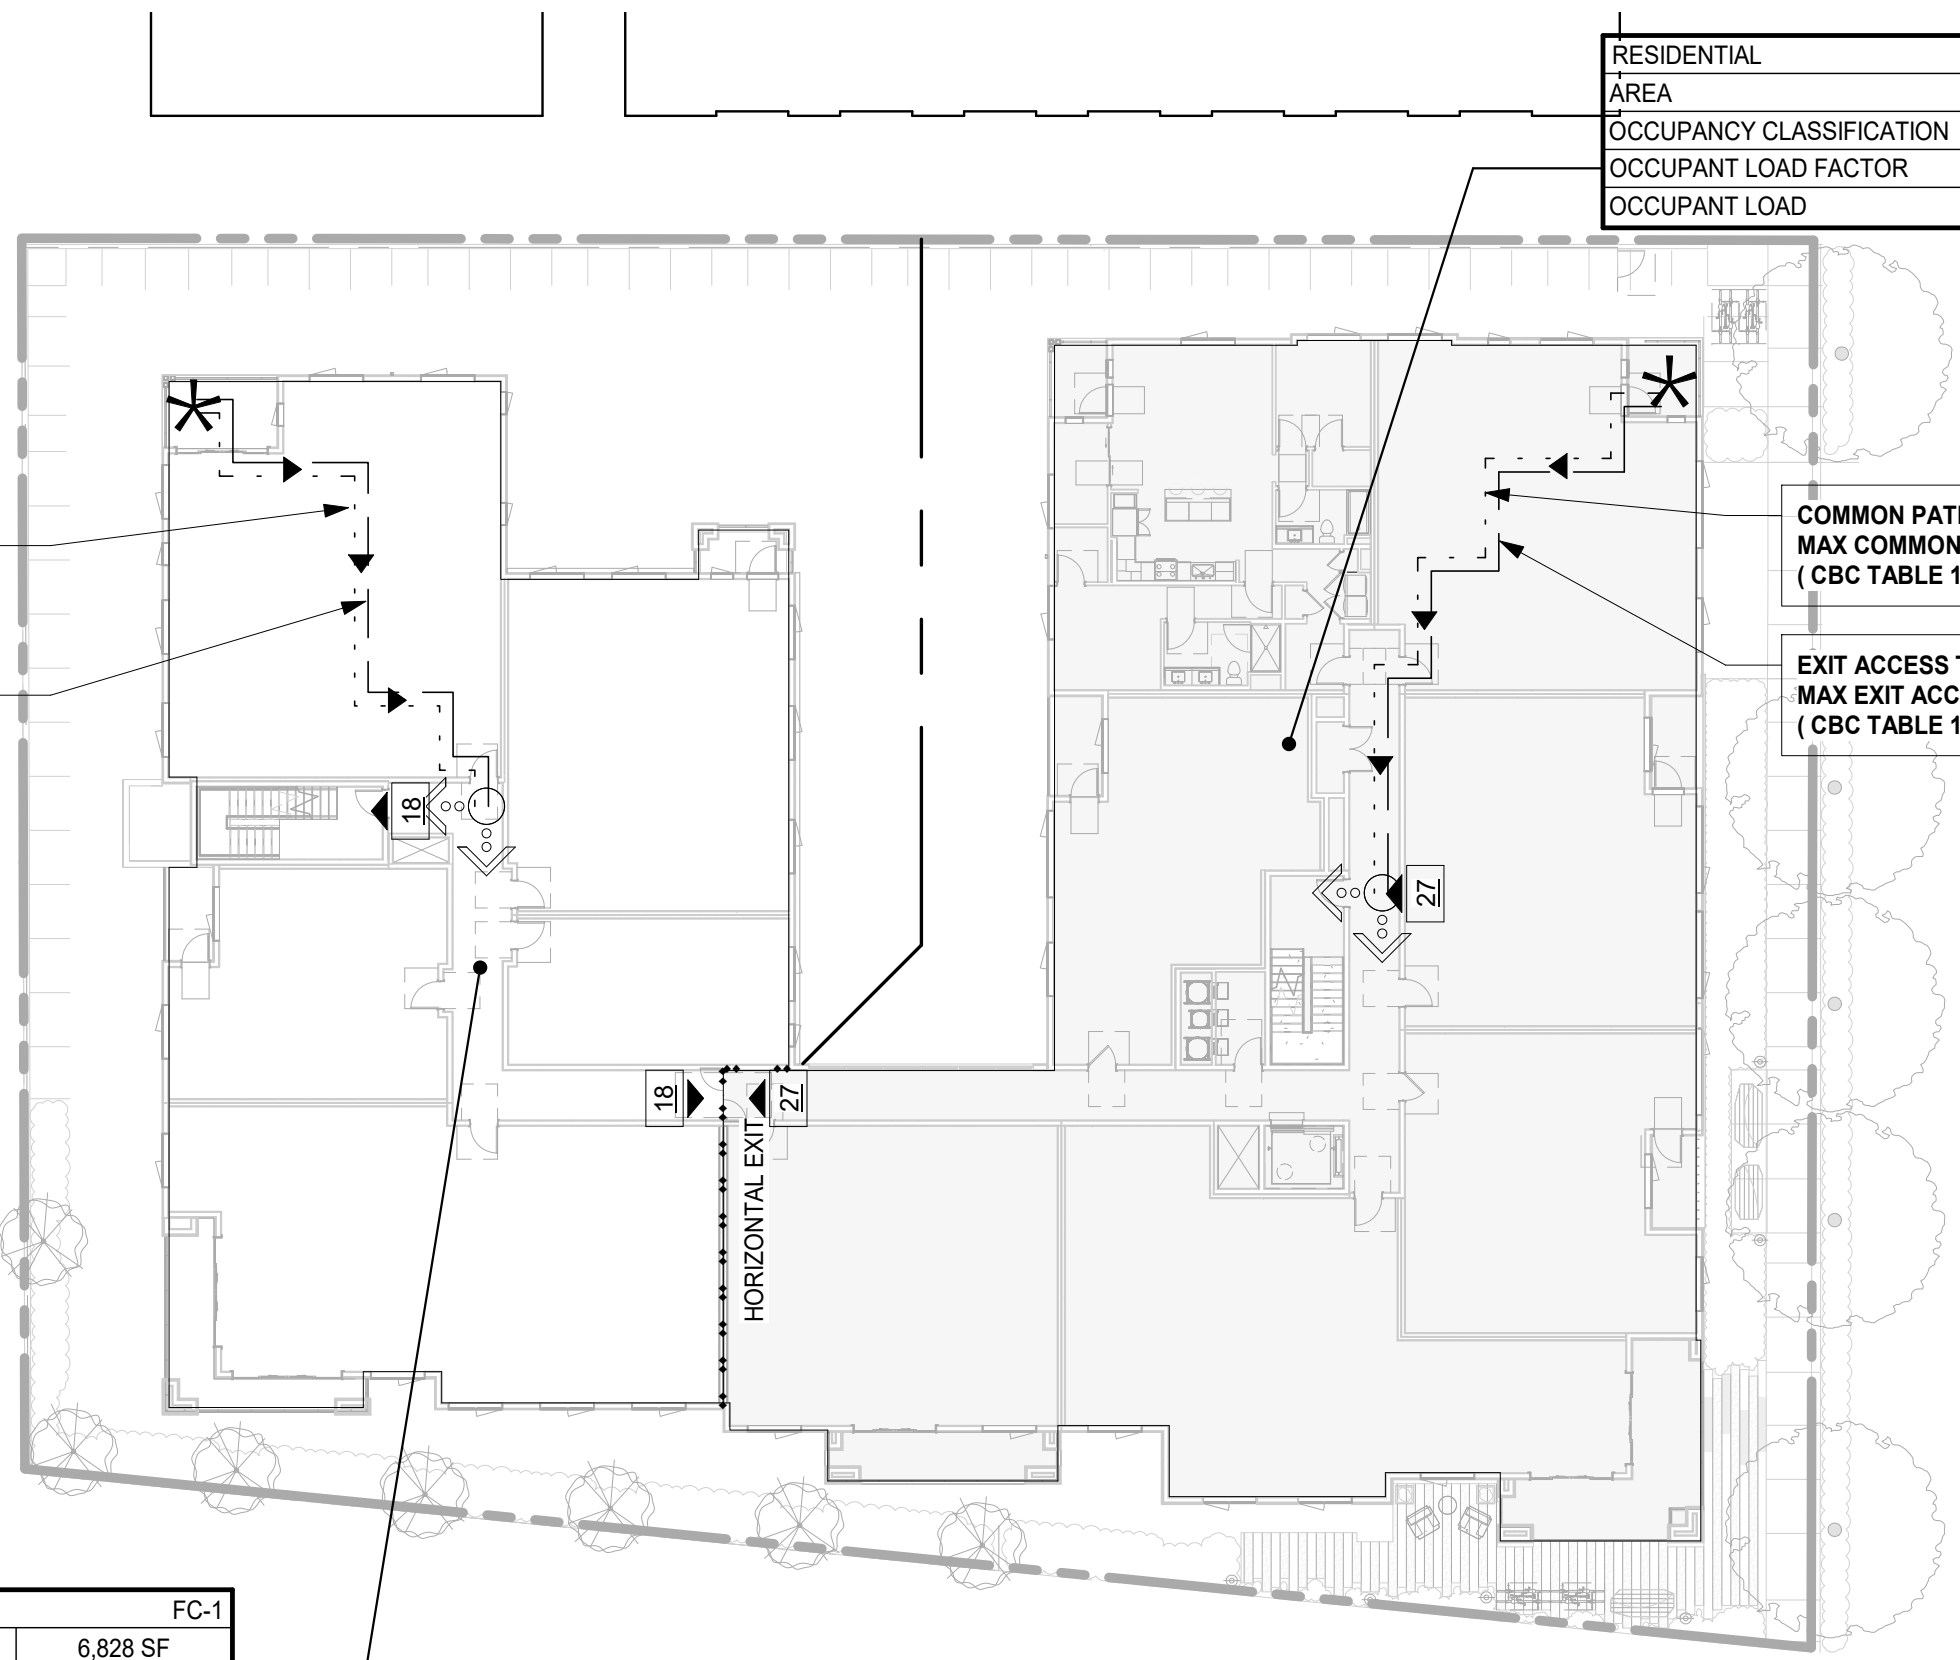 RESIDENTIAL
AREA
OCCUPANCY CLASSIFICATION
OCCUPANT LOAD FACTOR
OCCUPANT LOAD
COMMON PATH
MAX COMMON
( CBC TABLE 1
EXIT ACCESS T
MAX EXIT ACC
( CBC TABLE 1
18
27
18
27
HORIZONTAL EXIT
FC-1
6,828 SF